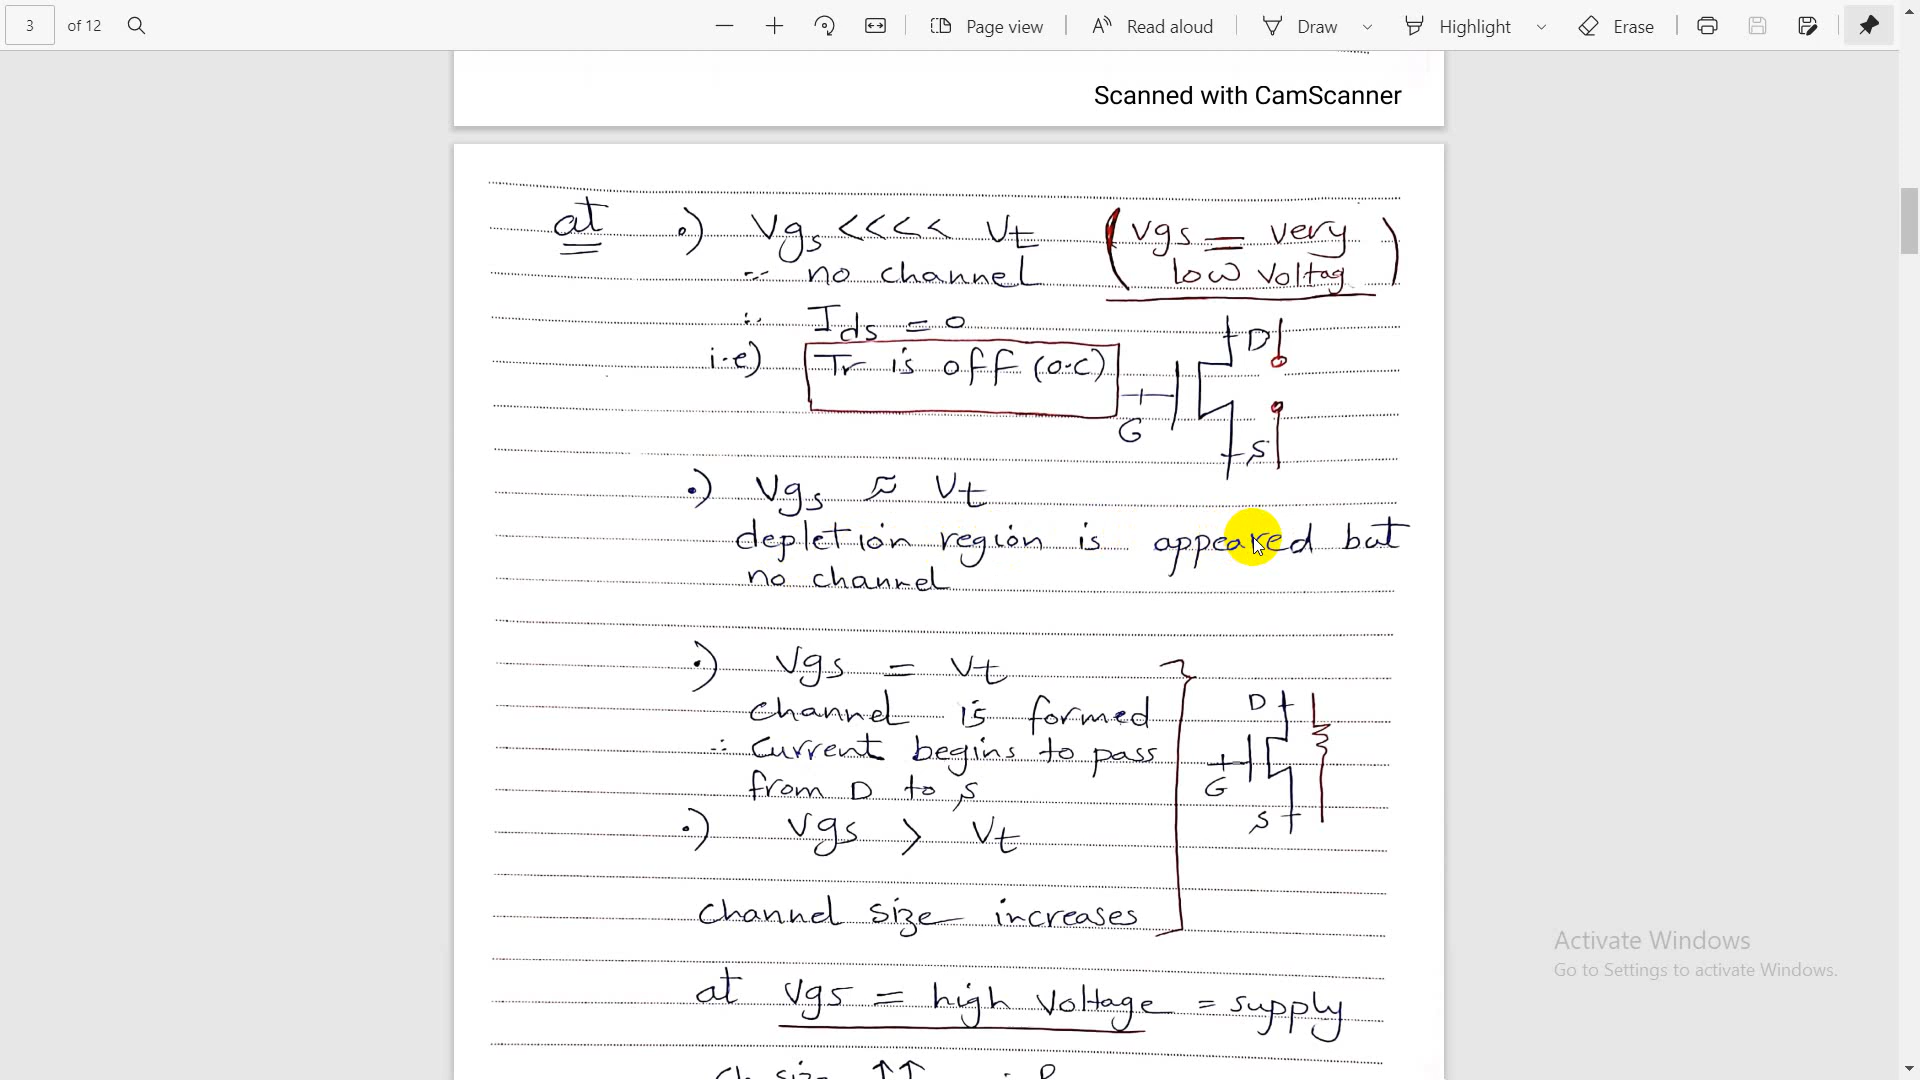 3 of 12 Page view Read aloud Draw Highlight Erase
Scanned with CamScanner
at •) Vgs <<<< Vt (Vgs = very
∵ no channel low voltag)
∴ Ids = 0
i.e) Tr is off (o.c)
D
G
S
•) Vgs ≈ Vt
depletion region is appeared but
no channel
•) Vgs = Vt
channel is formed
∴ Current begins to pass
from D to S
D
G
S
•) Vgs > Vt
channel size increases
at Vgs = high voltage = supply
Activate Windows
Go to Settings to activate Windows.